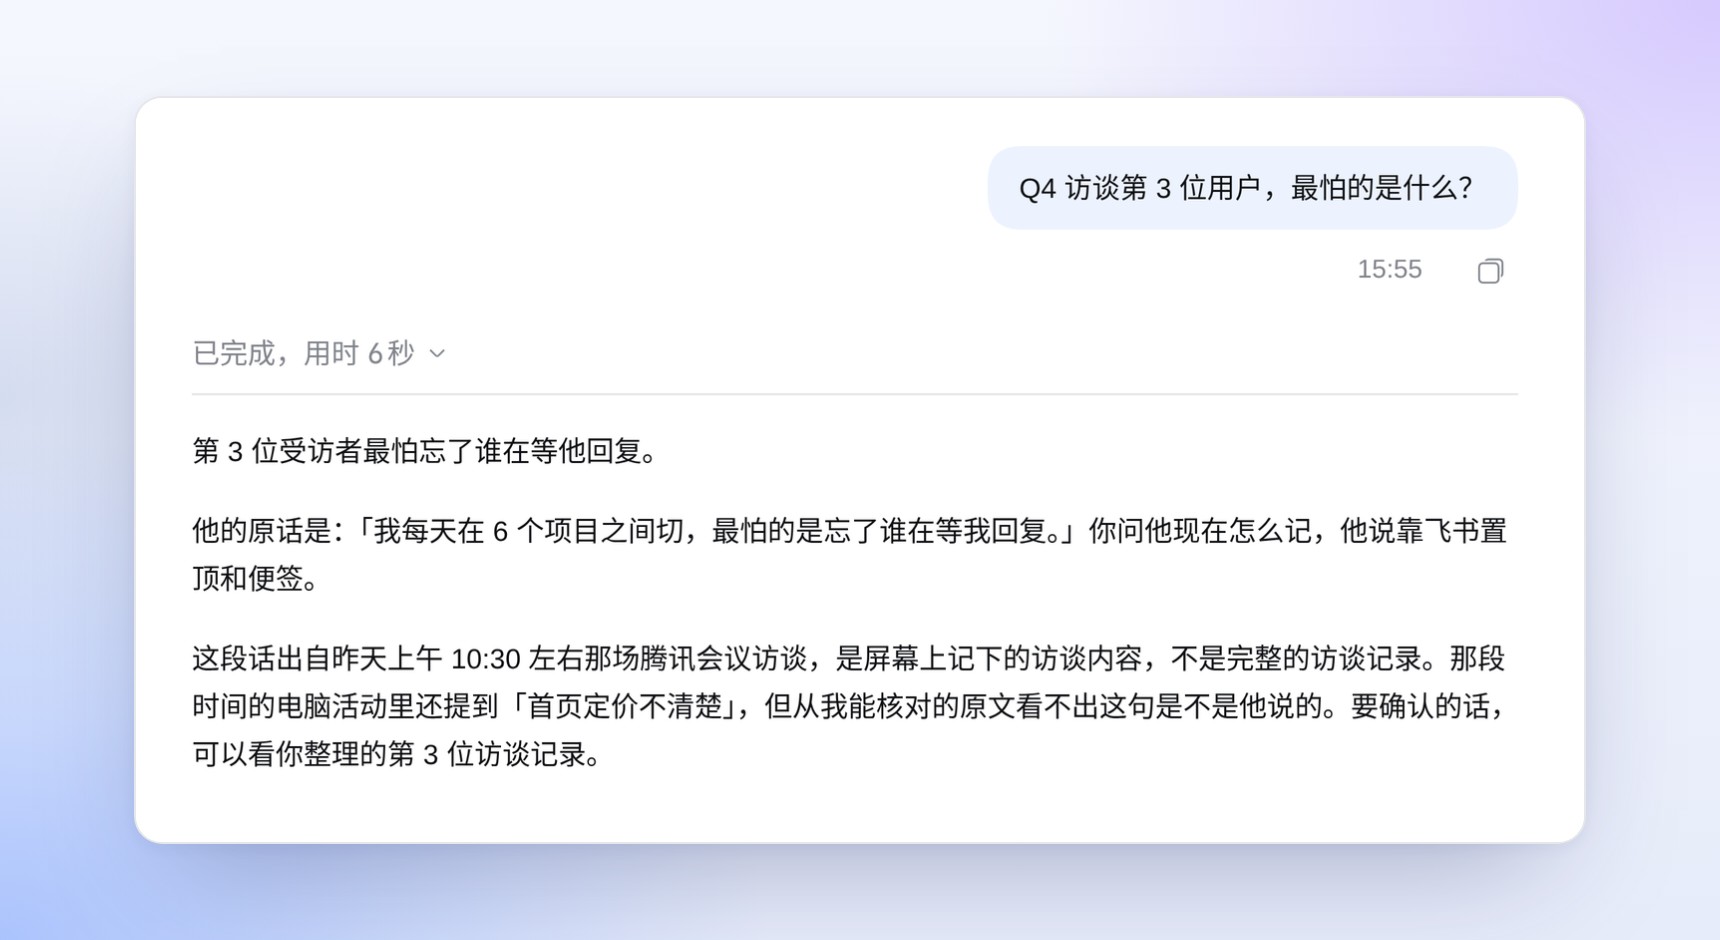 Q4 访谈第 3 位用户，最怕的是什么？
15:55
已完成，用时 6 秒
第 3 位受访者最怕忘了谁在等他回复。
他的原话是：「我每天在 6 个项目之间切，最怕的是忘了谁在等我回复。」你问他现在怎么记，他说靠飞书置
顶和便签。
这段话出自昨天上午 10:30 左右那场腾讯会议访谈，是屏幕上记下的访谈内容，不是完整的访谈记录。那段
时间的电脑活动里还提到「首页定价不清楚」，但从我能核对的原文看不出这句是不是他说的。要确认的话，
可以看你整理的第 3 位访谈记录。